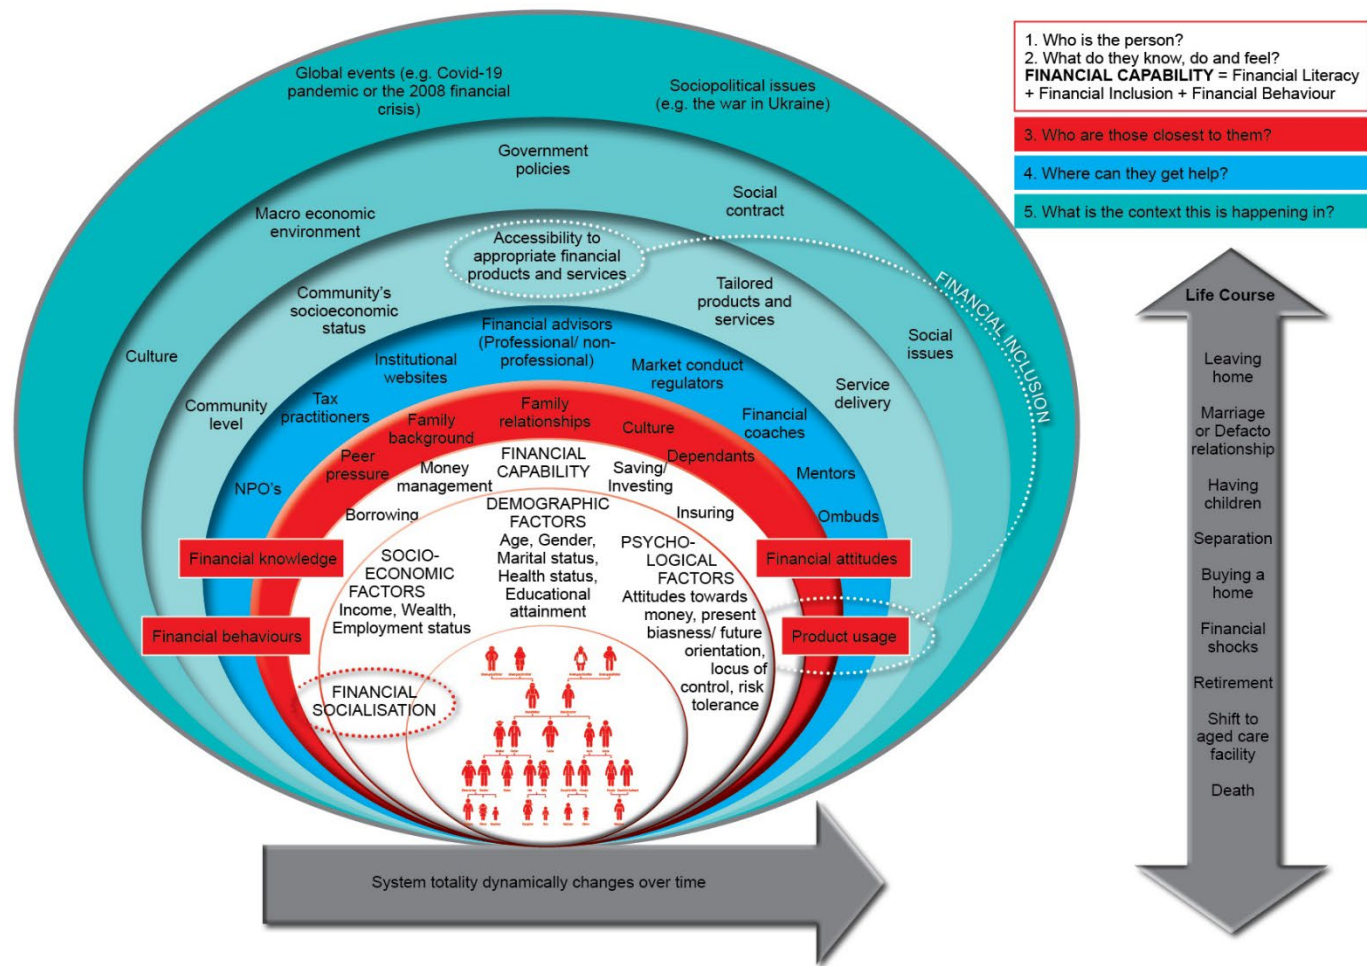 Global events (e.g. Covid-19
pandemic or the 2008 financial
crisis)
Sociopolitical issues
(e.g. the war in Ukraine)
Government
policies
Macro economic
environment
Social
contract
Accessibility to
appropriate financial
products and services
Community's
socioeconomic
status
Tailored
products and
services
FINANCIAL INCLUSION
Culture
Social
issues
Financial advisors
(Professional/ non-
professional)
Institutional
websites
Market conduct
regulators
Community
level
Service
delivery
Tax
practitioners
Financial
coaches
NPO's
Mentors
Ombuds
Family
relationships
Family
background
Culture
Peer
pressure
Dependants
FINANCIAL
CAPABILITY
Money
management
Saving/
Investing
Borrowing
Insuring
Financial knowledge
Financial attitudes
Financial behaviours
Product usage
DEMOGRAPHIC
FACTORS
Age, Gender,
Marital status,
Health status,
Educational
attainment
SOCIO-
ECONOMIC
FACTORS
Income, Wealth,
Employment status
PSYCHO-
LOGICAL
FACTORS
Attitudes towards
money, present
biasness/ future
orientation,
locus of
control, risk
tolerance
FINANCIAL
SOCIALISATION
System totality dynamically changes over time
1. Who is the person?
2. What do they know, do and feel?
FINANCIAL CAPABILITY = Financial Literacy
+ Financial Inclusion + Financial Behaviour
3. Who are those closest to them?
4. Where can they get help?
5. What is the context this is happening in?
Life Course
Leaving
home
Marriage
or Defacto
relationship
Having
children
Separation
Buying a
home
Financial
shocks
Retirement
Shift to
aged care
facility
Death